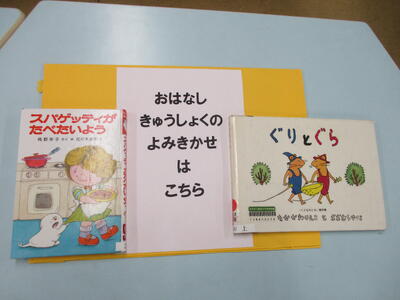 スパゲッティが
たべたいよう
おはなし
きゅうしょくの
よみきかせ
は
こちら
ぐりとぐら
上